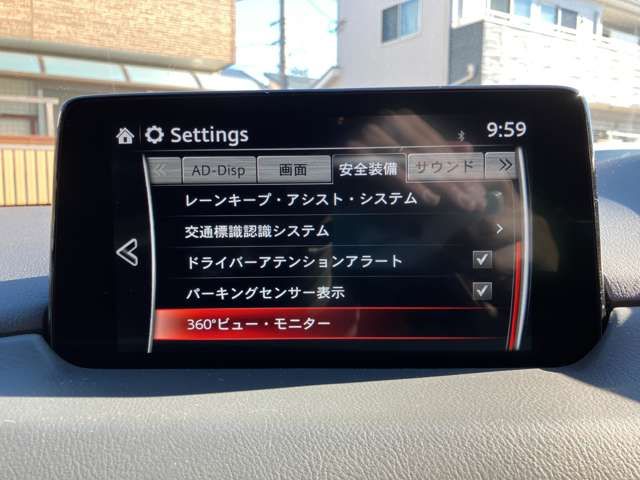 Settings
9:59
AD-Disp
画面
安全装備
サウンド
レーンキープ・アシスト・システム
交通標識認識システム
ドライバーアテンションアラート
パーキングセンサー表示
360°ビュー・モニター